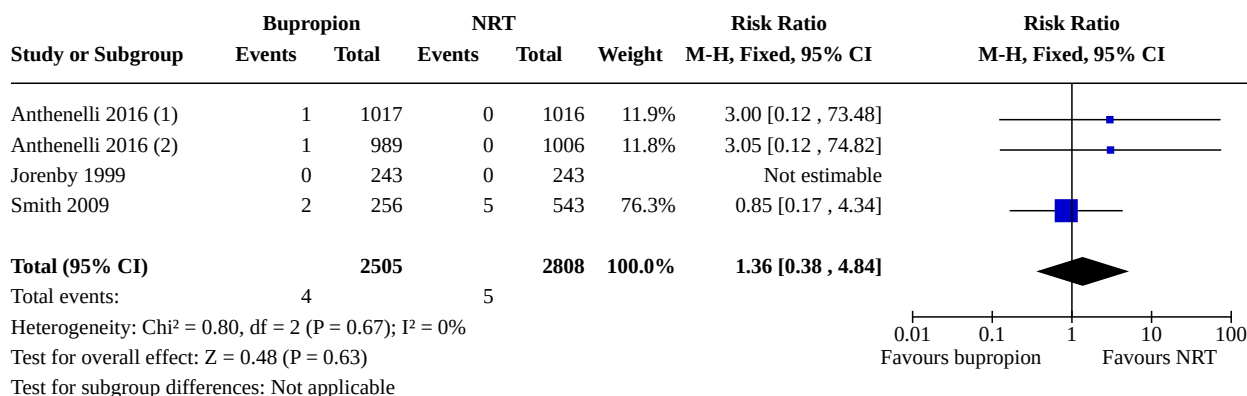 Bupropion NRT Risk Ratio Risk Ratio
Study or Subgroup Events Total Events Total Weight M-H, Fixed, 95% CI M-H, Fixed, 95% CI
Anthenelli 2016 (1) 1 1017 0 1016 11.9% 3.00 [0.12 , 73.48]
Anthenelli 2016 (2) 1 989 0 1006 11.8% 3.05 [0.12 , 74.82]
Jorenby 1999 0 243 0 243 Not estimable
Smith 2009 2 256 5 543 76.3% 0.85 [0.17 , 4.34]
Total (95% CI) 2505 2808 100.0% 1.36 [0.38 , 4.84]
Total events: 4 5
Heterogeneity: Chi² = 0.80, df = 2 (P = 0.67); I² = 0%
0.01 0.1 1 10 100
Test for overall effect: Z = 0.48 (P = 0.63)
Favours bupropion Favours NRT
Test for subgroup differences: Not applicable